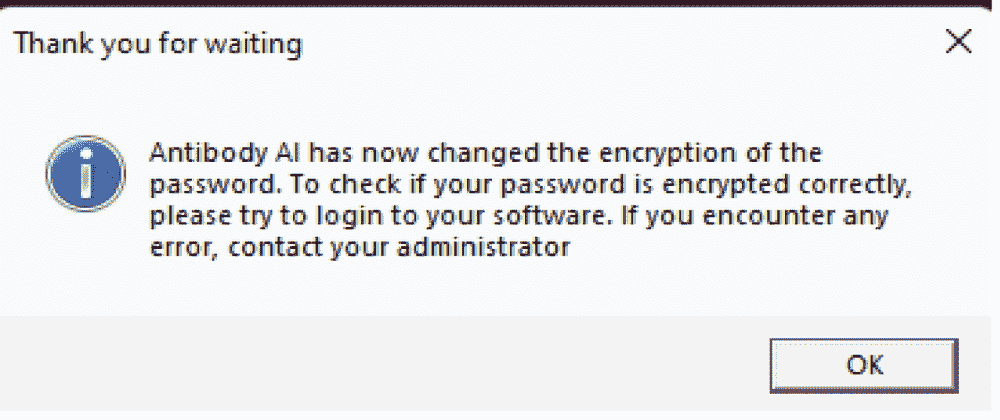 Thank you for waiting
Antibody AI has now changed the encryption of the
password. To check if your password is encrypted correctly,
please try to login to your software. If you encounter any
error, contact your administrator
OK